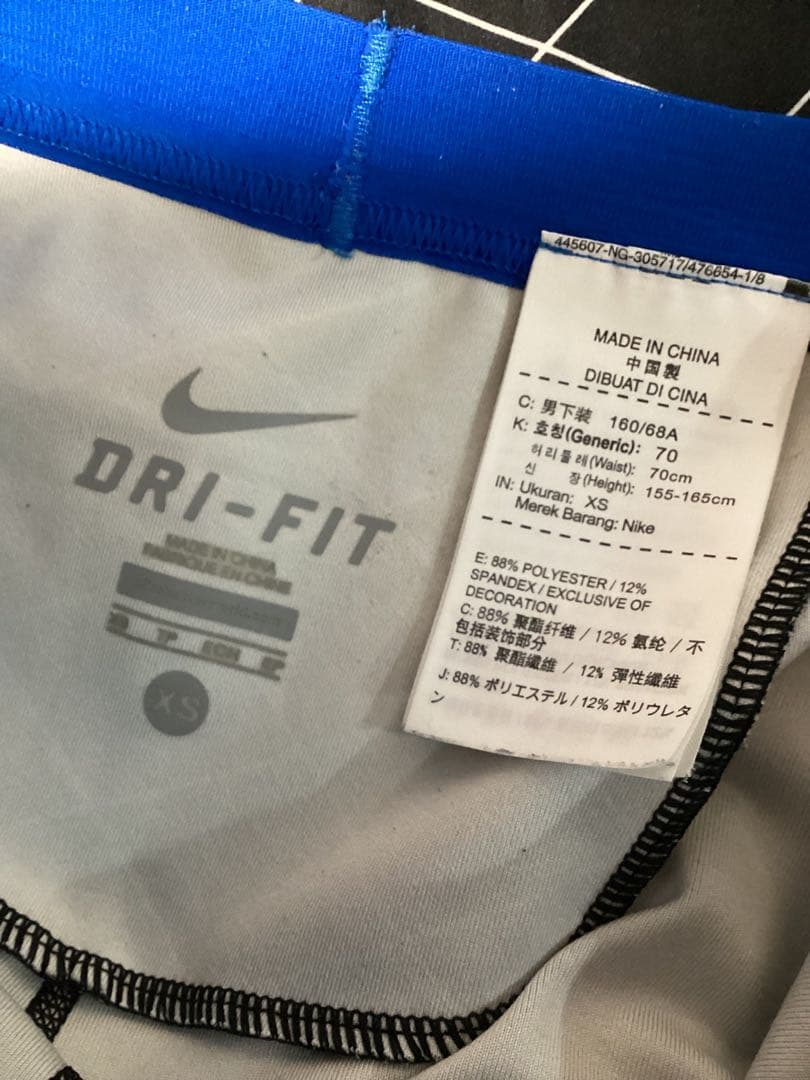 445607-NG-305717/476654-1/8
MADE IN CHINA
中国製
DIBUAT DI CINA
C: 男下装 160/68A
K: 호칭(Generic): 70
허리둘레(Waist): 70cm
신 장(Height): 155-165cm
IN: Ukuran: XS
Merek Barang: Nike
E: 88% POLYESTER / 12%
SPANDEX / EXCLUSIVE OF
DECORATION
C: 88% 聚酯纤维 / 12% 氨纶 / 不
包括装饰部分
T: 88% 聚酯纖維 / 12% 彈性纖維
J: 88% ポリエステル / 12% ポリウレタ
ン
DRI-FIT
MADE IN CHINA
FABRIQUÉ EN CHINE
XS